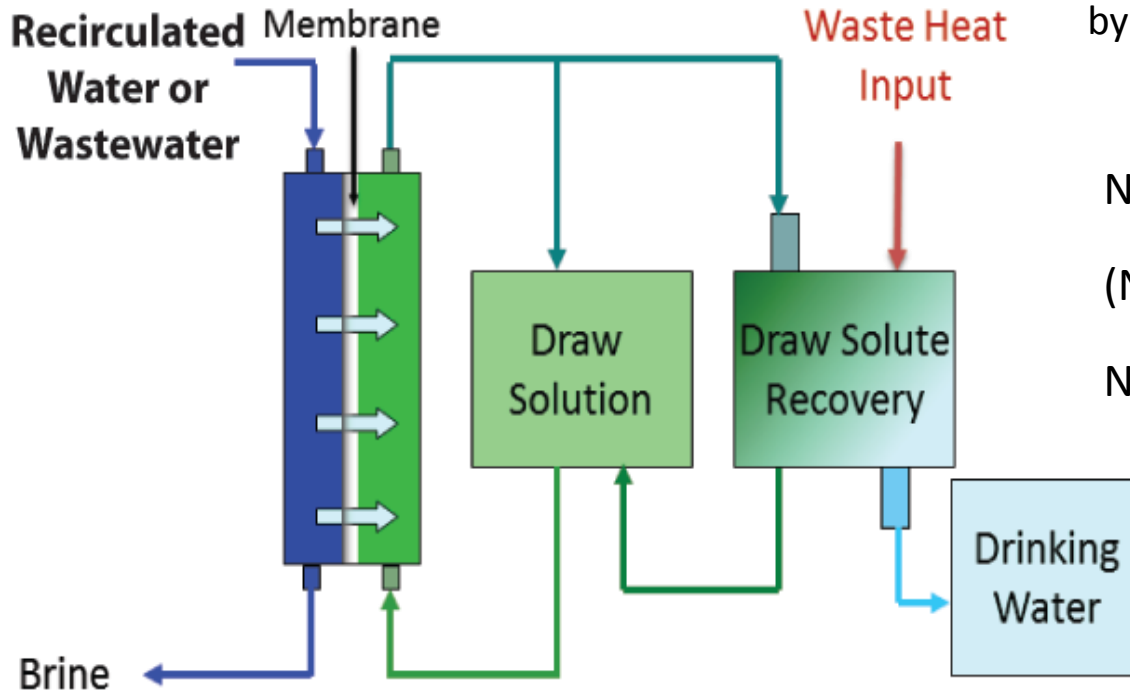 Recirculated
Water or
Wastewater
Membrane
Waste Heat
Input
by
N
(N
N
Draw
Solution
Draw Solute
Recovery
Drinking
Water
Brine